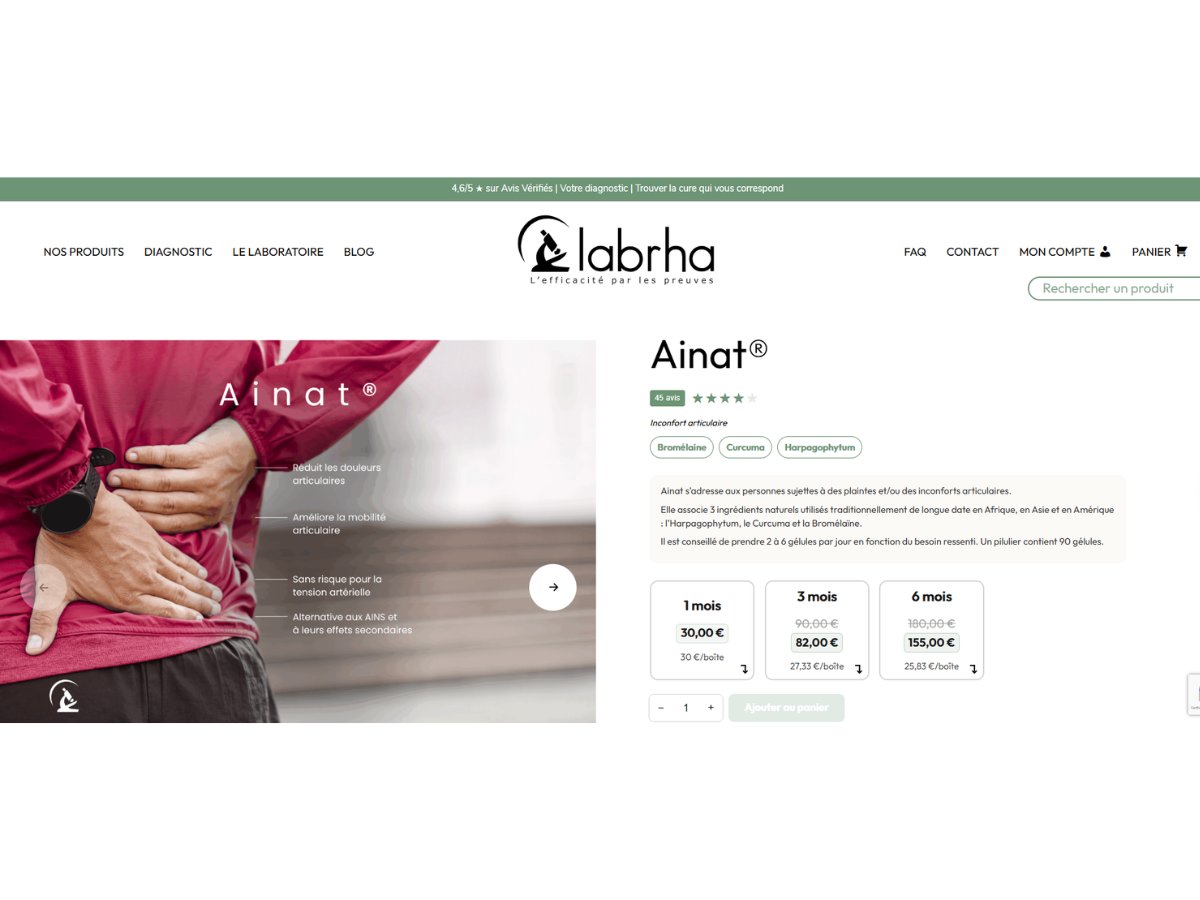 4,6/5 ★ sur Avis Vérifiés | Votre diagnostic | Trouver la cure qui vous correspond
NOS PRODUITS DIAGNOSTIC LE LABORATOIRE BLOG
labrha
L'efficacité par les preuves
FAQ CONTACT MON COMPTE PANIER
Rechercher un produit
Ainat®
Réduit les douleurs
articulaires
Améliore la mobilité
articulaire
Sans risque pour la
tension artérielle
Alternative aux AINS et
à leurs effets secondaires
Ainat®
45 avis
Inconfort articulaire
Bromélaine Curcuma Harpagophytum
Ainat s'adresse aux personnes sujettes à des plaintes et/ou des inconforts articulaires.
Elle associe 3 ingrédients naturels utilisés traditionnellement de longue date en Afrique, en Asie et en Amérique
: l'Harpagophytum, le Curcuma et la Bromélaïne.
Il est conseillé de prendre 2 à 6 gélules par jour en fonction du besoin ressenti. Un pilulier contient 90 gélules.
1 mois
30,00 €
30 €/boîte
3 mois
90,00 €
82,00 €
27,33 €/boîte
6 mois
180,00 €
155,00 €
25,83 €/boîte
− 1 +
Ajouter au panier